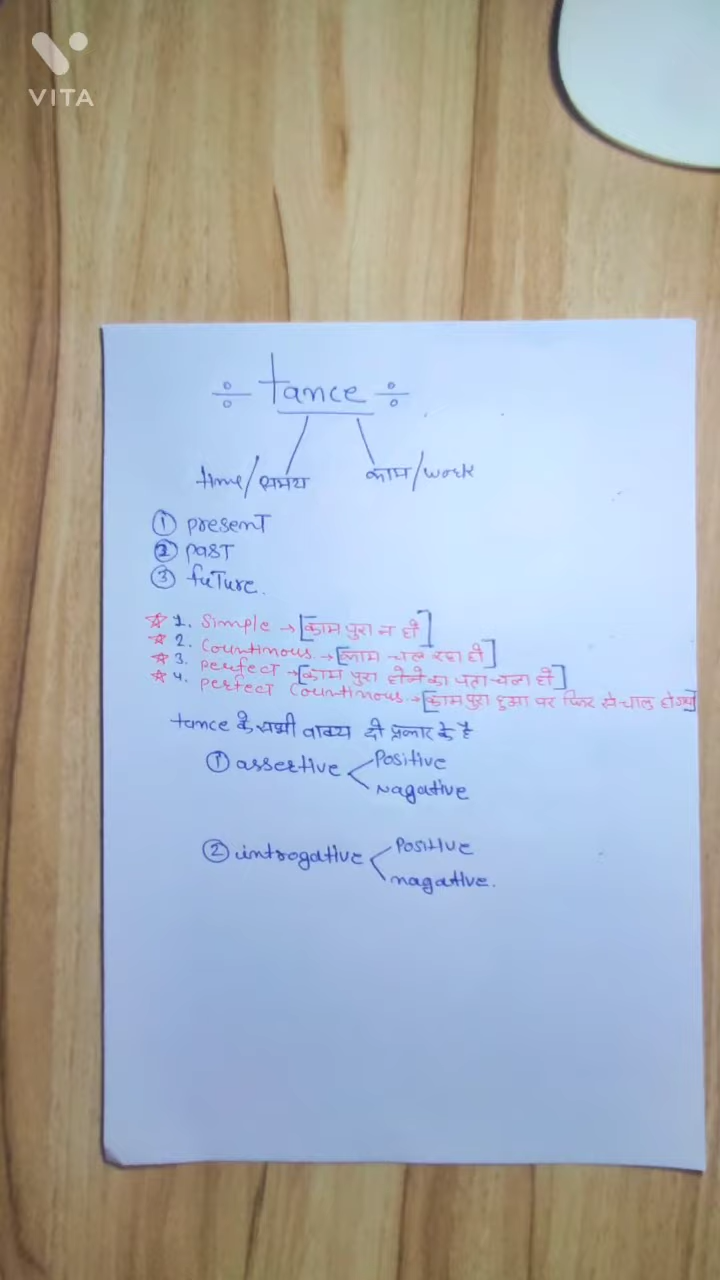 VITA
÷ tance ÷
time/समय काम/work
① present
② past
③ future.
☆ 1. Simple → [काम पुरा न हो]
☆ 2. Countinous → [काम चल रहा हो]
☆ 3. perfect → [काम पुरा होने का पता चला हो]
☆ 4. perfect Countinous → [काम पुरा हुआ पर फिर से चालु हो गया]
tance के सभी वाक्य दो प्रकार के है
① assertive Positive
Nagative
② introgative Positive
nagative.